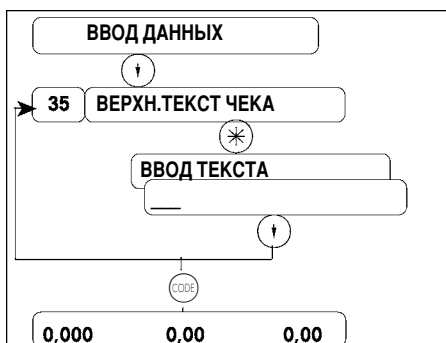 ВВОД ДАННЫХ
35 ВЕРХН.ТЕКСТ ЧЕКА
ВВОД ТЕКСТА
CODE
0,000 0,00 0,00